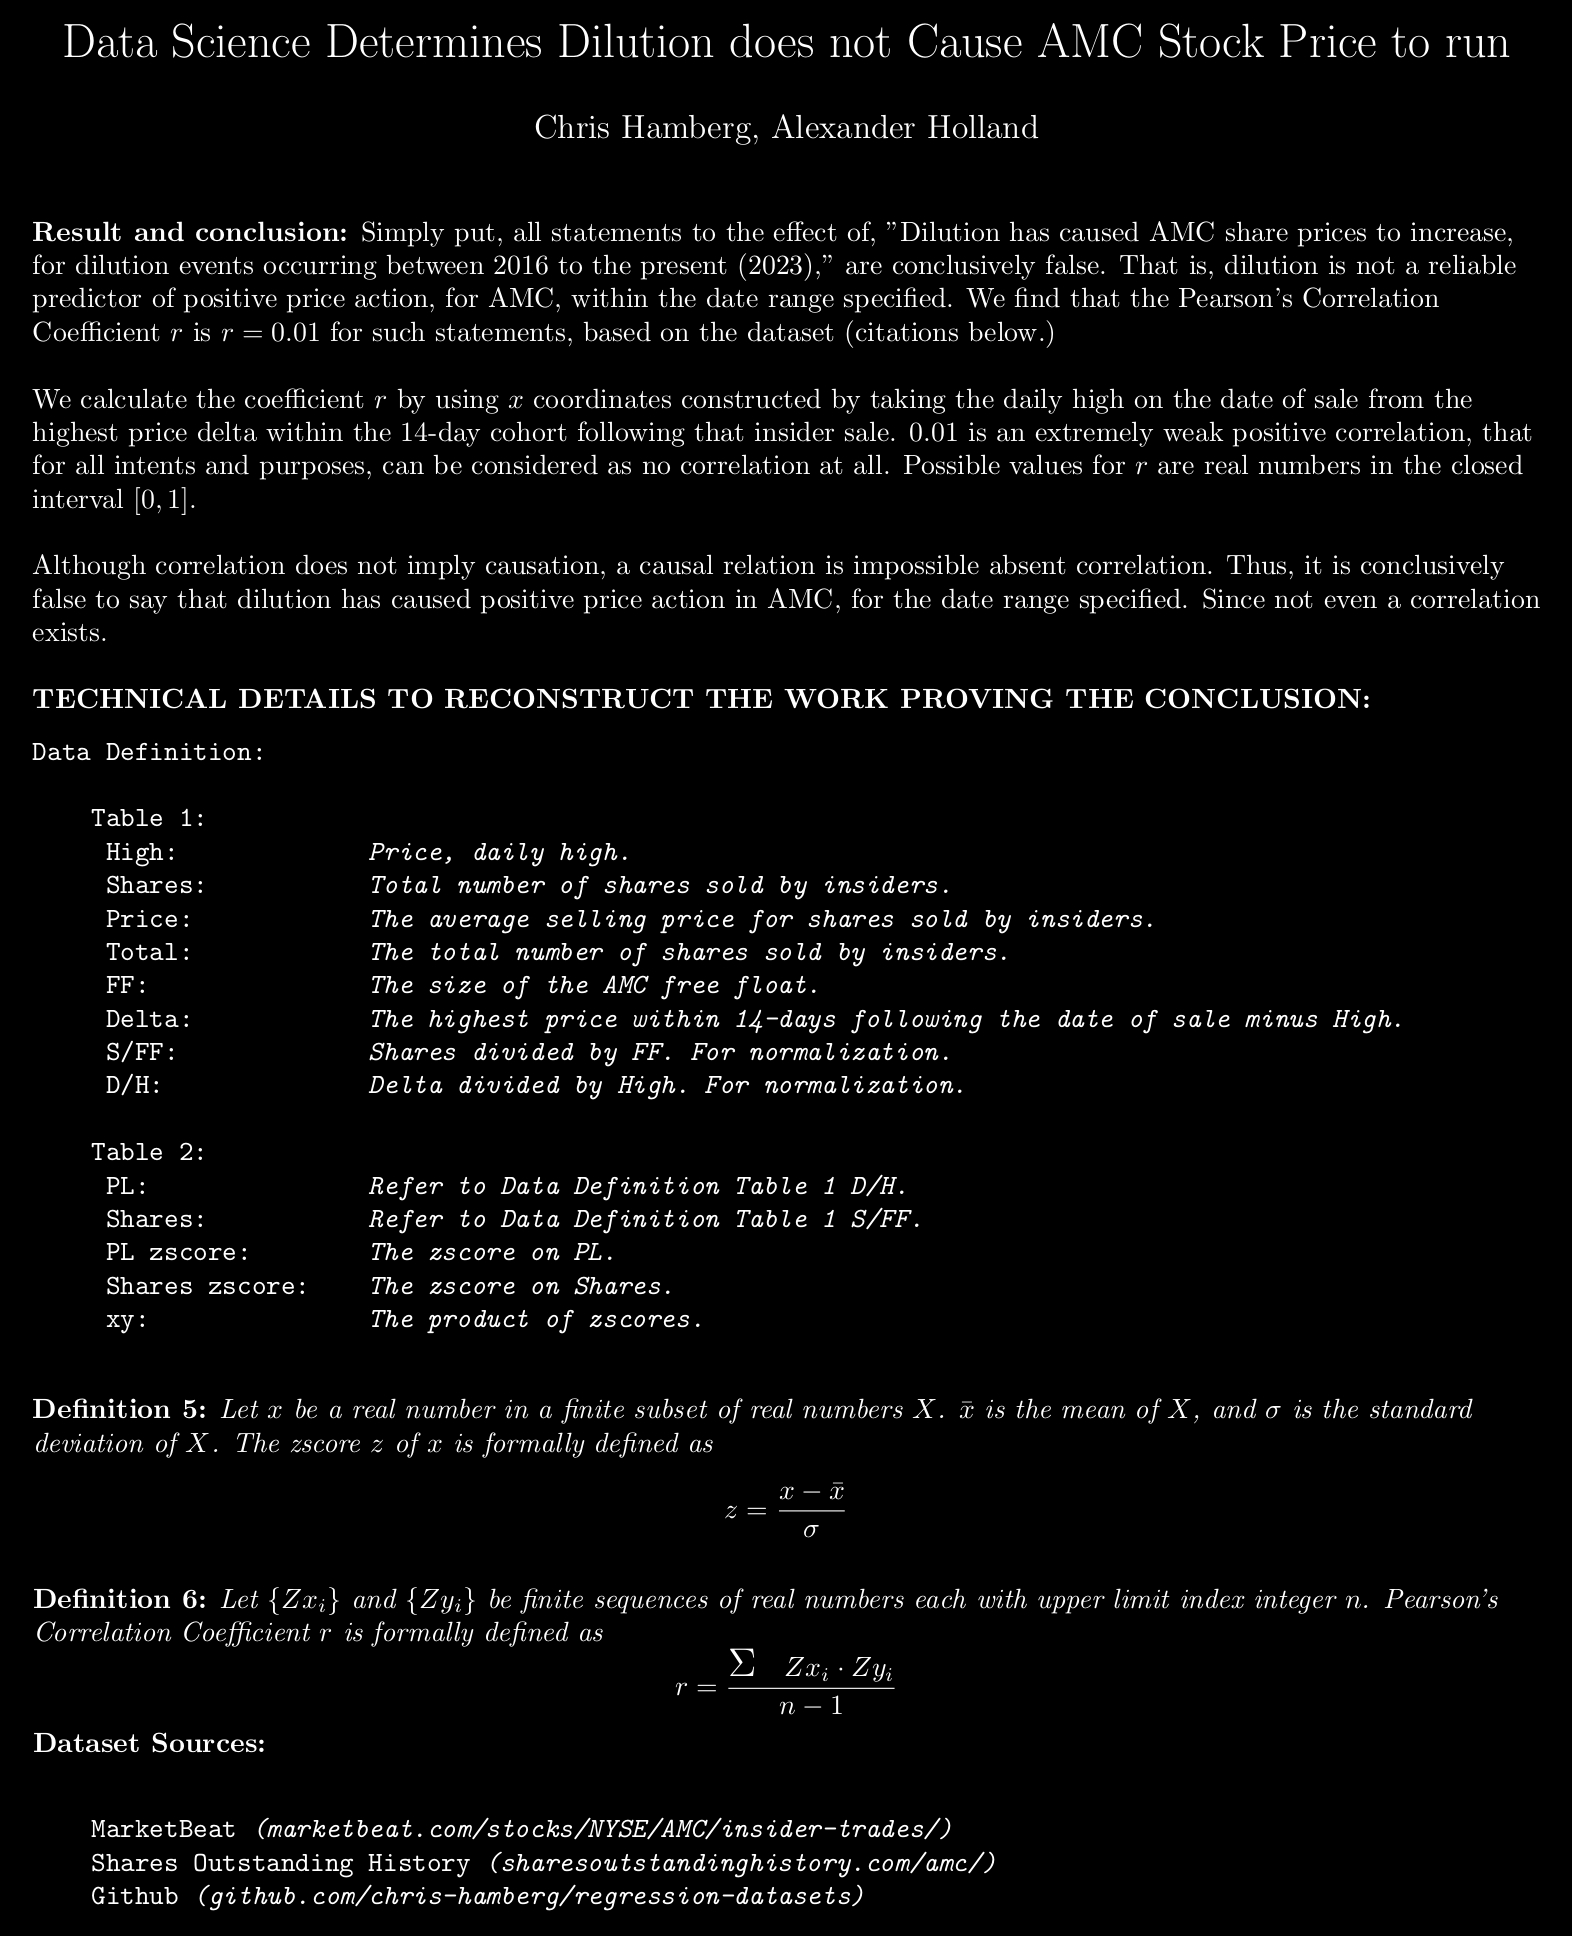 Data Science Determines Dilution does not Cause AMC Stock Price to run
Chris Hamberg, Alexander Holland
Result and conclusion: Simply put, all statements to the effect of, ”Dilution has caused AMC share prices to increase,
for dilution events occurring between 2016 to the present (2023),” are conclusively false. That is, dilution is not a reliable
predictor of positive price action, for AMC, within the date range specified. We find that the Pearson’s Correlation
Coefficient r is r = 0.01 for such statements, based on the dataset (citations below.)
We calculate the coefficient r by using x coordinates constructed by taking the daily high on the date of sale from the
highest price delta within the 14-day cohort following that insider sale. 0.01 is an extremely weak positive correlation, that
for all intents and purposes, can be considered as no correlation at all. Possible values for r are real numbers in the closed
interval [0, 1].
Although correlation does not imply causation, a causal relation is impossible absent correlation. Thus, it is conclusively
false to say that dilution has caused positive price action in AMC, for the date range specified. Since not even a correlation
exists.
TECHNICAL DETAILS TO RECONSTRUCT THE WORK PROVING THE CONCLUSION:
Data Definition:
Table 1:
High: Price, daily high.
Shares: Total number of shares sold by insiders.
Price: The average selling price for shares sold by insiders.
Total: The total number of shares sold by insiders.
FF: The size of the AMC free float.
Delta: The highest price within 14-days following the date of sale minus High.
S/FF: Shares divided by FF. For normalization.
D/H: Delta divided by High. For normalization.
Table 2:
PL: Refer to Data Definition Table 1 D/H.
Shares: Refer to Data Definition Table 1 S/FF.
PL zscore: The zscore on PL.
Shares zscore: The zscore on Shares.
xy: The product of zscores.
Definition 5: Let x be a real number in a finite subset of real numbers X. x̄ is the mean of X, and σ is the standard
deviation of X. The zscore z of x is formally defined as
z = (x − x̄) / σ
Definition 6: Let {Zxᵢ} and {Zyᵢ} be finite sequences of real numbers each with upper limit index integer n. Pearson’s
Correlation Coefficient r is formally defined as
r = (∑ Zxᵢ · Zyᵢ) / (n − 1)
Dataset Sources:
MarketBeat (marketbeat.com/stocks/NYSE/AMC/insider-trades/)
Shares Outstanding History (sharesoutstandinghistory.com/amc/)
Github (github.com/chris-hamberg/regression-datasets)